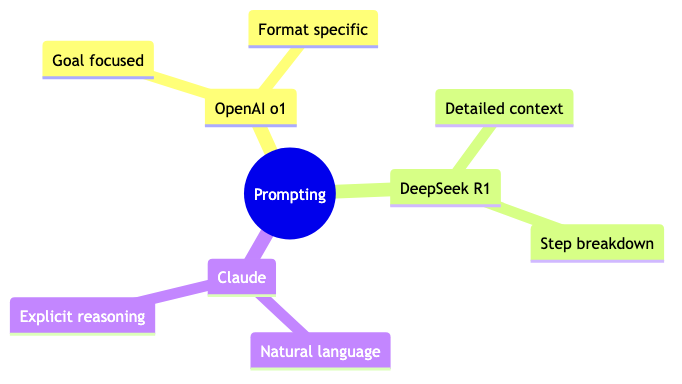 Format specific
Goal focused
OpenAI o1
Detailed context
Prompting
DeepSeek R1
Step breakdown
Claude
Explicit reasoning
Natural language